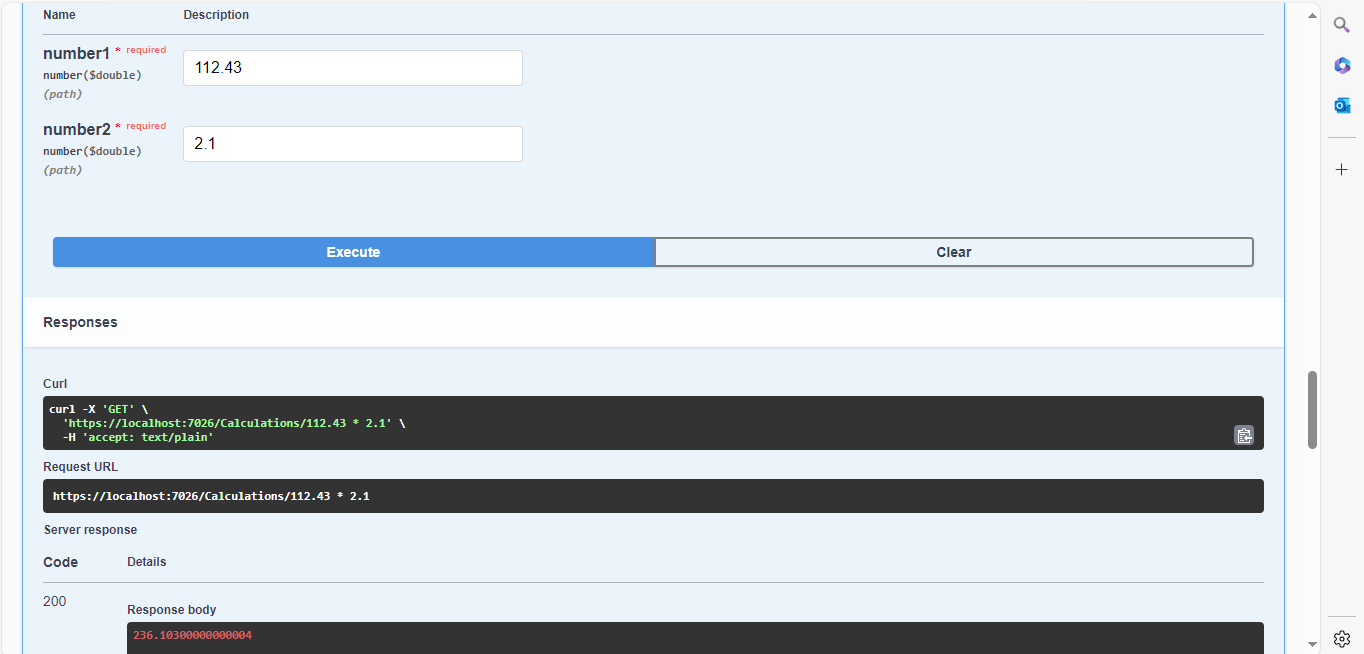 Name Description
number1 * required
112.43
number($double)
(path)
number2 * required
2.1
number($double)
(path)
Execute Clear
Responses
Curl
curl -X 'GET' \
'https://localhost:7026/Calculations/112.43 * 2.1' \
-H 'accept: text/plain'
Request URL
https://localhost:7026/Calculations/112.43 * 2.1
Server response
Code Details
200
Response body
236.10300000000004